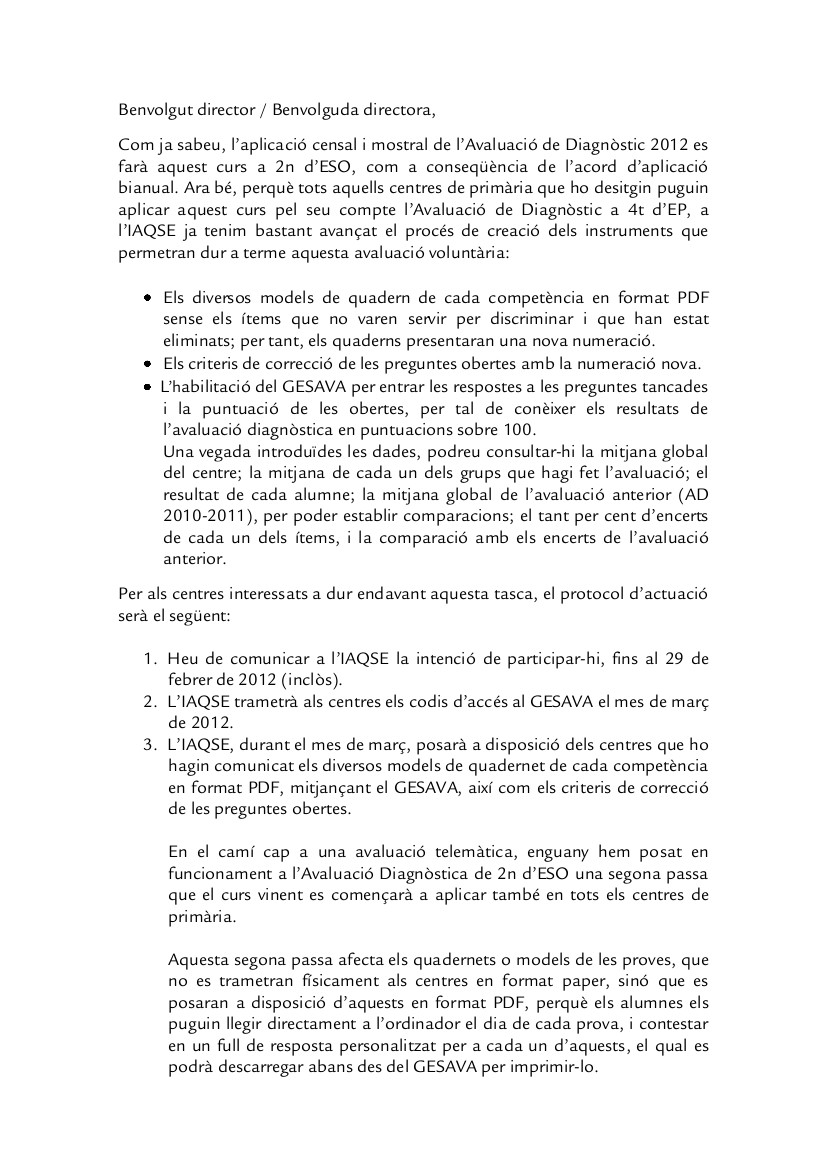 Benvolgut director / Benvolguda directora,
Com ja sabeu, l’aplicació censal i mostral de l’Avaluació de Diagnòstic 2012 es
farà aquest curs a 2n d’ESO, com a conseqüència de l’acord d’aplicació
bianual. Ara bé, perquè tots aquells centres de primària que ho desitgin puguin
aplicar aquest curs pel seu compte l’Avaluació de Diagnòstic a 4t d’EP, a
l’IAQSE ja tenim bastant avançat el procés de creació dels instruments que
permetran dur a terme aquesta avaluació voluntària:
• Els diversos models de quadern de cada competència en format PDF
sense els ítems que no varen servir per discriminar i que han estat
eliminats; per tant, els quaderns presentaran una nova numeració.
• Els criteris de correcció de les preguntes obertes amb la numeració nova.
• L’habilitació del GESAVA per entrar les respostes a les preguntes tancades
i la puntuació de les obertes, per tal de conèixer els resultats de
l’avaluació diagnòstica en puntuacions sobre 100.
Una vegada introduïdes les dades, podreu consultar-hi la mitjana global
del centre; la mitjana de cada un dels grups que hagi fet l’avaluació; el
resultat de cada alumne; la mitjana global de l’avaluació anterior (AD
2010-2011), per poder establir comparacions; el tant per cent d’encerts
de cada un dels ítems, i la comparació amb els encerts de l’avaluació
anterior.
Per als centres interessats a dur endavant aquesta tasca, el protocol d’actuació
serà el següent:
1. Heu de comunicar a l’IAQSE la intenció de participar-hi, fins al 29 de
febrer de 2012 (inclòs).
2. L’IAQSE trametrà als centres els codis d’accés al GESAVA el mes de març
de 2012.
3. L’IAQSE, durant el mes de març, posarà a disposició dels centres que ho
hagin comunicat els diversos models de quadernet de cada competència
en format PDF, mitjançant el GESAVA, així com els criteris de correcció
de les preguntes obertes.
En el camí cap a una avaluació telemàtica, enguany hem posat en
funcionament a l’Avaluació Diagnòstica de 2n d’ESO una segona passa
que el curs vinent es començarà a aplicar també en tots els centres de
primària.
Aquesta segona passa afecta els quadernets o models de les proves, que
no es trametran físicament als centres en format paper, sinó que es
posaran a disposició d’aquests en format PDF, perquè els alumnes els
puguin llegir directament a l’ordinador el dia de cada prova, i contestar
en un full de resposta personalitzat per a cada un d’aquests, el qual es
podrà descarregar abans des del GESAVA per imprimir-lo.